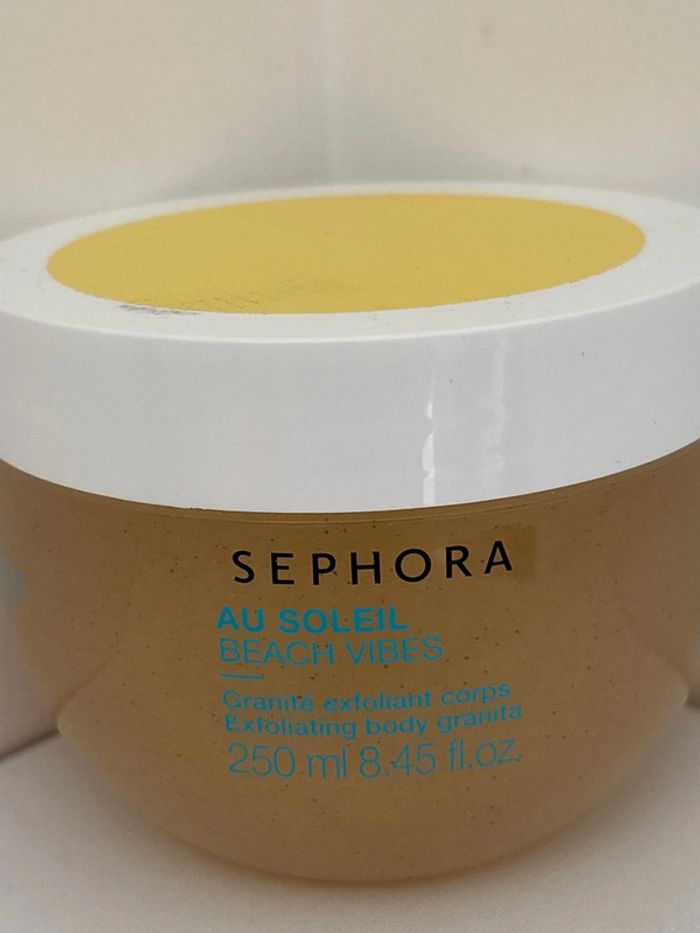 SEPHORA
AU SOLEIL
BEACH VIBES
Granité exfoliant corps
Exfoliating body granita
250 ml 8.45 fl.oz.